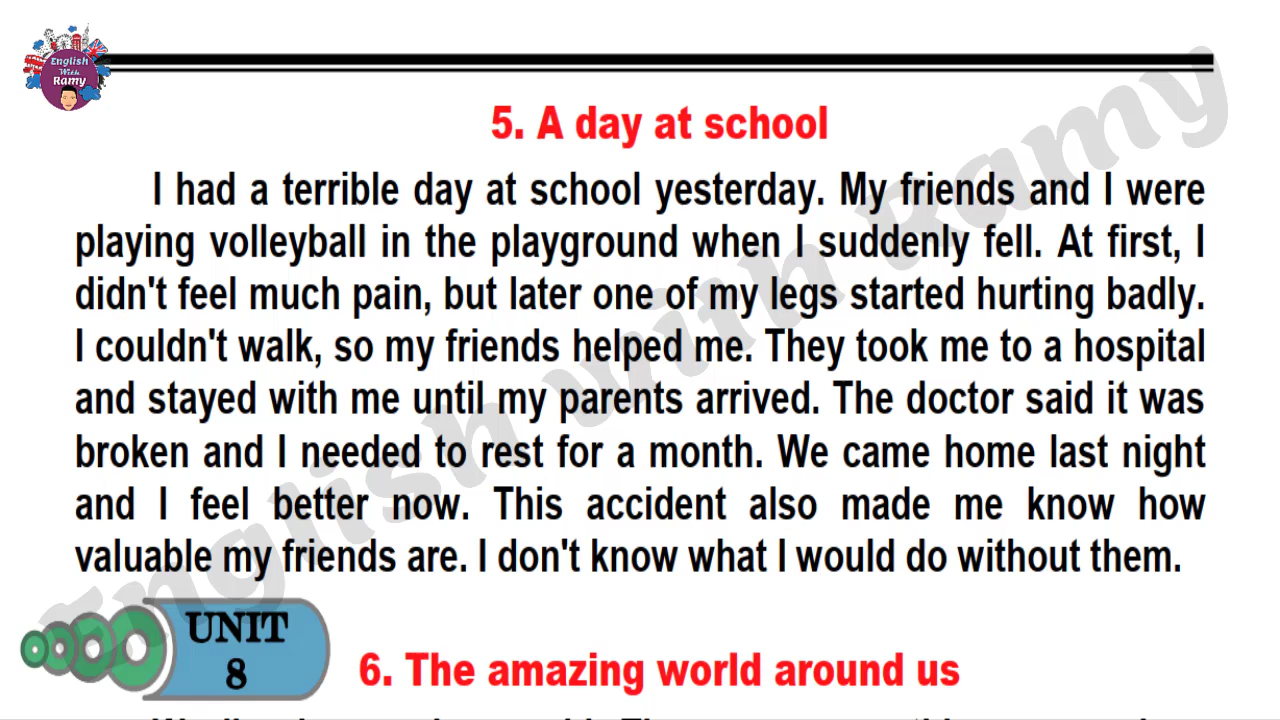 English
With
Ramy
5. A day at school
I had a terrible day at school yesterday. My friends and I were
playing volleyball in the playground when I suddenly fell. At first, I
didn't feel much pain, but later one of my legs started hurting badly.
I couldn't walk, so my friends helped me. They took me to a hospital
and stayed with me until my parents arrived. The doctor said it was
broken and I needed to rest for a month. We came home last night
and I feel better now. This accident also made me know how
valuable my friends are. I don't know what I would do without them.
English with Ramy
UNIT
8
6. The amazing world around us